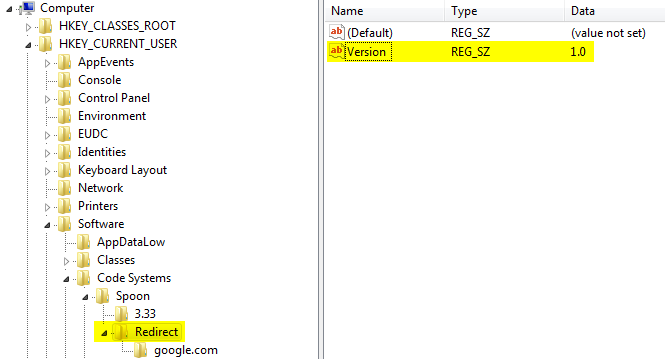 Computer
HKEY_CLASSES_ROOT
HKEY_CURRENT_USER
AppEvents
Console
Control Panel
Environment
EUDC
Identities
Keyboard Layout
Network
Printers
Software
AppDataLow
Classes
Code Systems
Spoon
3.33
Redirect
google.com
Name Type Data
ab (Default) REG_SZ (value not set)
ab Version REG_SZ 1.0